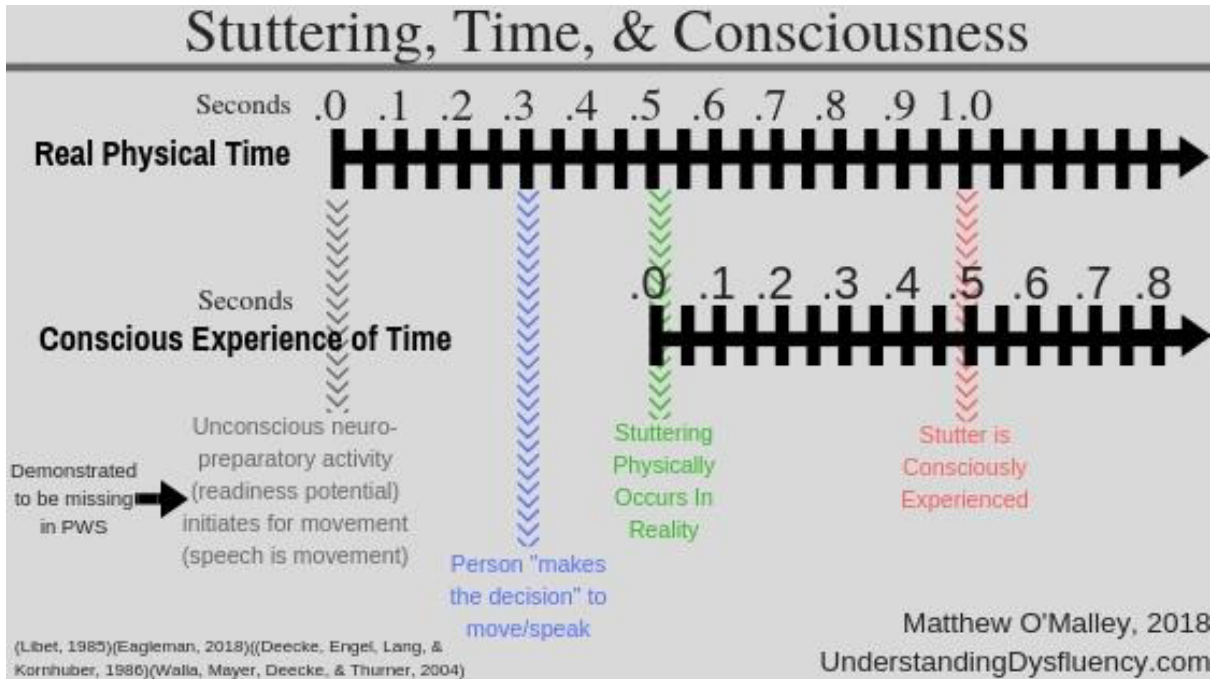 Stuttering, Time, & Consciousness
Seconds .0 .1 .2 .3 .4 .5 .6 .7 .8 .9 1.0
Real Physical Time
Seconds .0 .1 .2 .3 .4 .5 .6 .7 .8
Conscious Experience of Time
Demonstrated
to be missing
in PWS
Unconscious neuro-
preparatory activity
(readiness potential)
initiates for movement
(speech is movement)
Person "makes
the decision" to
move/speak
Stuttering
Physically
Occurs In
Reality
Stutter is
Consciously
Experienced
(Libet, 1985)(Eagleman, 2018)((Deecke, Engel, Lang, &
Kornhuber, 1986)(Walla, Mayer, Deecke, & Thurner, 2004)
Matthew O'Malley, 2018
UnderstandingDysfluency.com